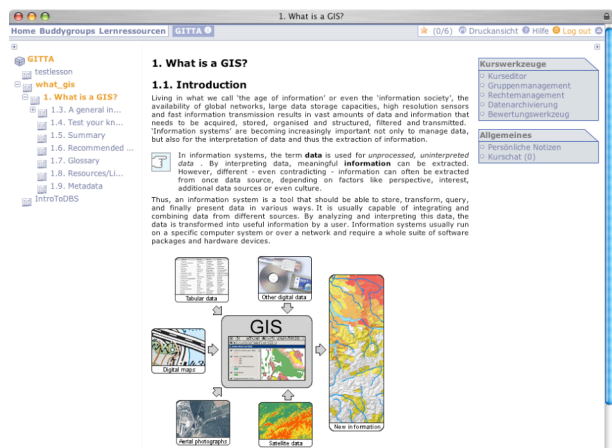 1. What is a GIS?
Home Buddygroups Lernressourcen GITTA
(0/6) Druckansicht Hilfe Log out
GITTA
testlesson
what_gis
1. What is a GIS?
1.3. A general in...
1.4. Test your kn...
1.5. Summary
1.6. Recommended ...
1.7. Glossary
1.8. Resources/Li...
1.9. Metadata
IntroToDBS
1. What is a GIS?
1.1. Introduction
Living in what we call 'the age of information' or even the 'information society', the
availability of global networks, large data storage capacities, high resolution sensors
and fast information transmission results in vast amounts of data and information that
needs to be acquired, stored, organised and structured, filtered and transmitted.
'Information systems' are becoming increasingly important not only to manage data,
but also for the interpretation of data and thus the extraction of information.
In information systems, the term data is used for unprocessed, uninterpreted
data . By interpreting data, meaningful information can be extracted.
However, different - even contradicting - information can often be extracted
from once data source, depending on factors like perspective, interest,
additional data sources or even culture.
Thus, an information system is a tool that should be able to store, transform, query,
and finally present data in various ways. It is usually capable of integrating and
combining data from different sources. By analyzing and interpreting this data, the
data is transformed into useful information by a user. Information systems usually run
on a specific computer system or over a network and require a whole suite of software
packages and hardware devices.
Tabular data
Other digital data
Digital maps
GIS
New information
Aerial photographs
Satellite data
Kurswerkzeuge
Kurseditor
Gruppenmanagement
Rechtemanagement
Datenarchivierung
Bewertungswerkzeug
Allgemeines
Persönliche Notizen
Kurschat (0)